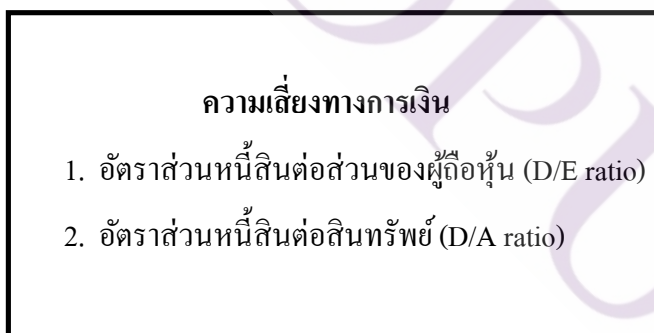 ความเสี่ยงทางการเงิน
1. อัตราส่วนหนี้สินต่อส่วนของผู้ถือหุ้น (D/E ratio)
2. อัตราส่วนหนี้สินต่อสินทรัพย์ (D/A ratio)